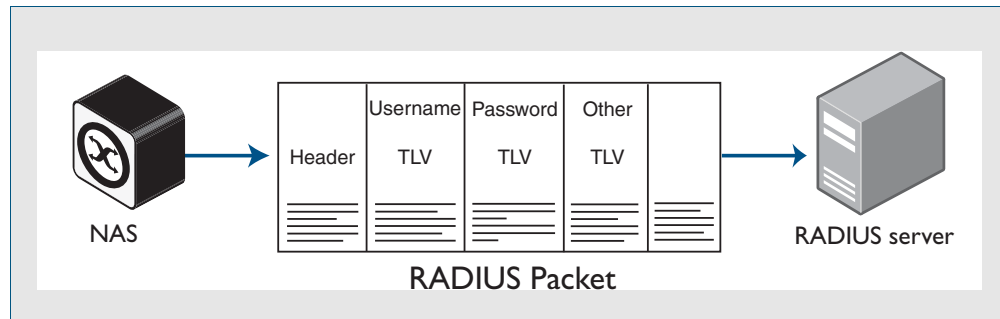 Username Password Other
Header TLV TLV TLV
NAS
RADIUS server
RADIUS Packet